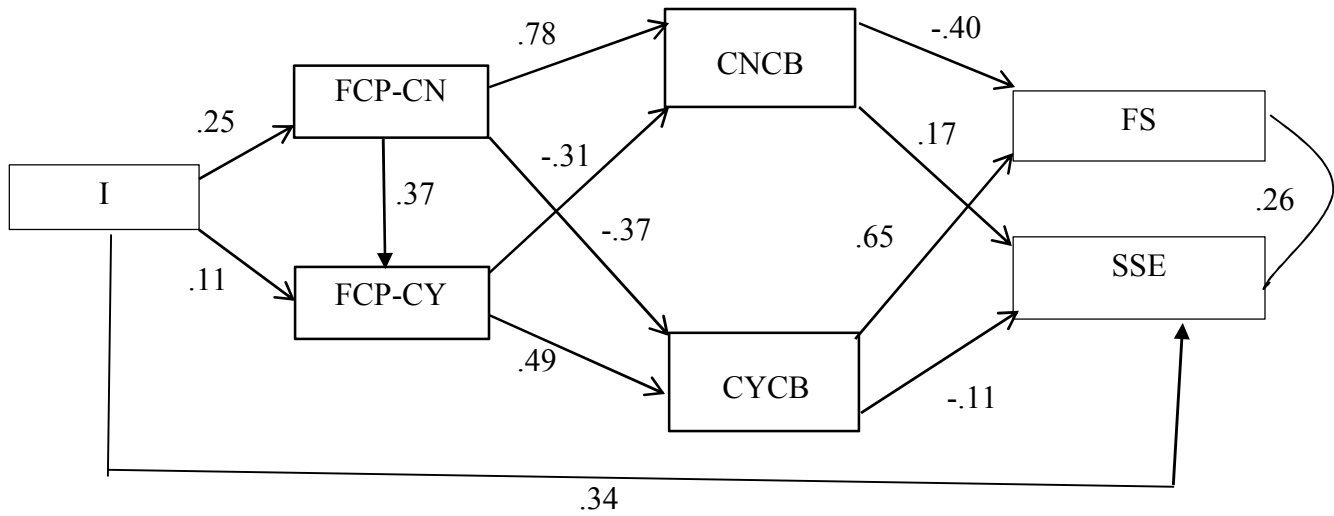 .78
CNCB
-.40
FCP-CN
FS
.25
.17
-.31
I
.37
.26
-.37
.65
SSE
.11
FCP-CY
.49
CYCB
-.11
.34